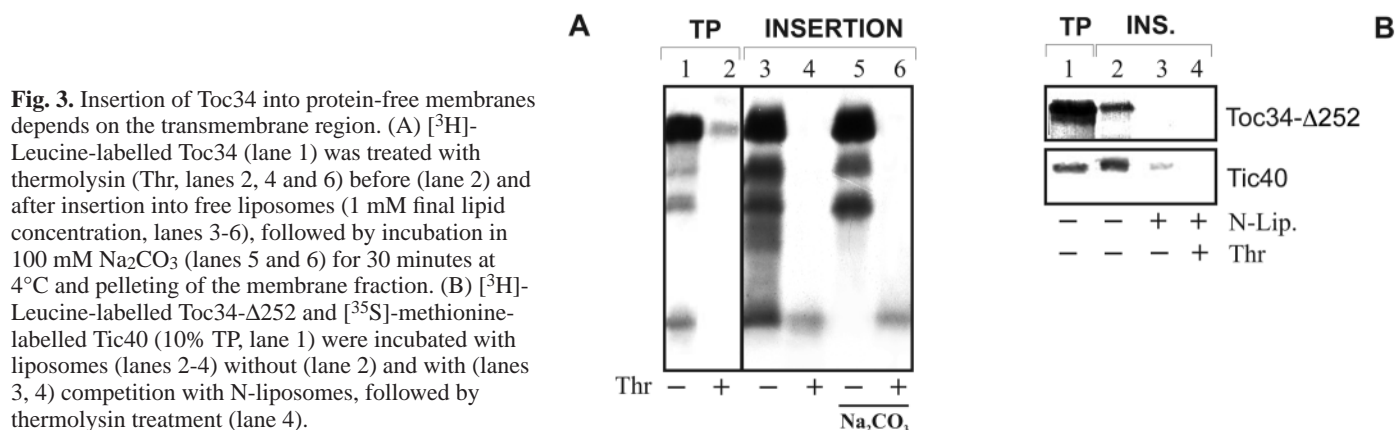 Fig. 3. Insertion of Toc34 into protein-free membranes
depends on the transmembrane region. (A) [³H]-
Leucine-labelled Toc34 (lane 1) was treated with
thermolysin (Thr, lanes 2, 4 and 6) before (lane 2) and
after insertion into free liposomes (1 mM final lipid
concentration, lanes 3-6), followed by incubation in
100 mM Na₂CO₃ (lanes 5 and 6) for 30 minutes at
4°C and pelleting of the membrane fraction. (B) [³H]-
Leucine-labelled Toc34-Δ252 and [³⁵S]-methionine-
labelled Tic40 (10% TP, lane 1) were incubated with
liposomes (lanes 2-4) without (lane 2) and with (lanes
3, 4) competition with N-liposomes, followed by
thermolysin treatment (lane 4).
A
TP INSERTION
1 2 3 4 5 6
Thr – + – + – +
Na₂CO₃
B
TP INS.
1 2 3 4
Toc34-Δ252
Tic40
– – + + N-Lip.
– – – + Thr